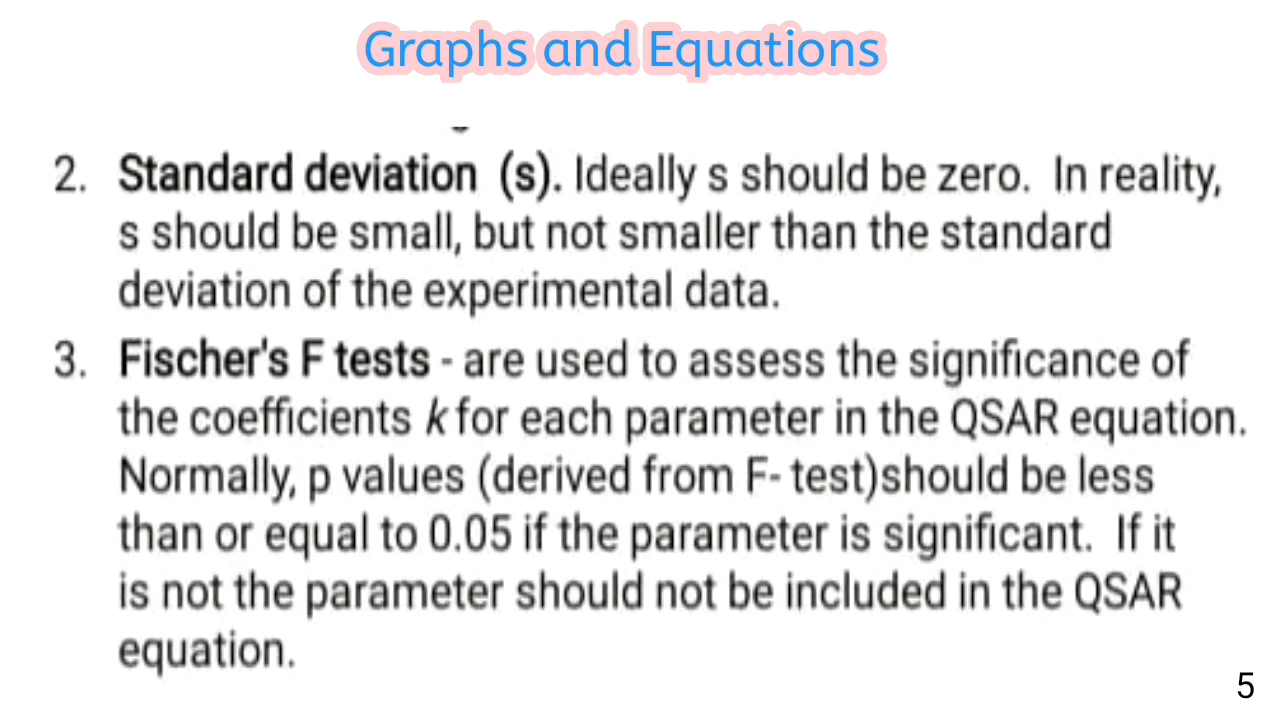 Graphs and Equations
2. Standard deviation (s). Ideally s should be zero. In reality,
s should be small, but not smaller than the standard
deviation of the experimental data.
3. Fischer's F tests - are used to assess the significance of
the coefficients k for each parameter in the QSAR equation.
Normally, p values (derived from F- test)should be less
than or equal to 0.05 if the parameter is significant. If it
is not the parameter should not be included in the QSAR
equation.
5